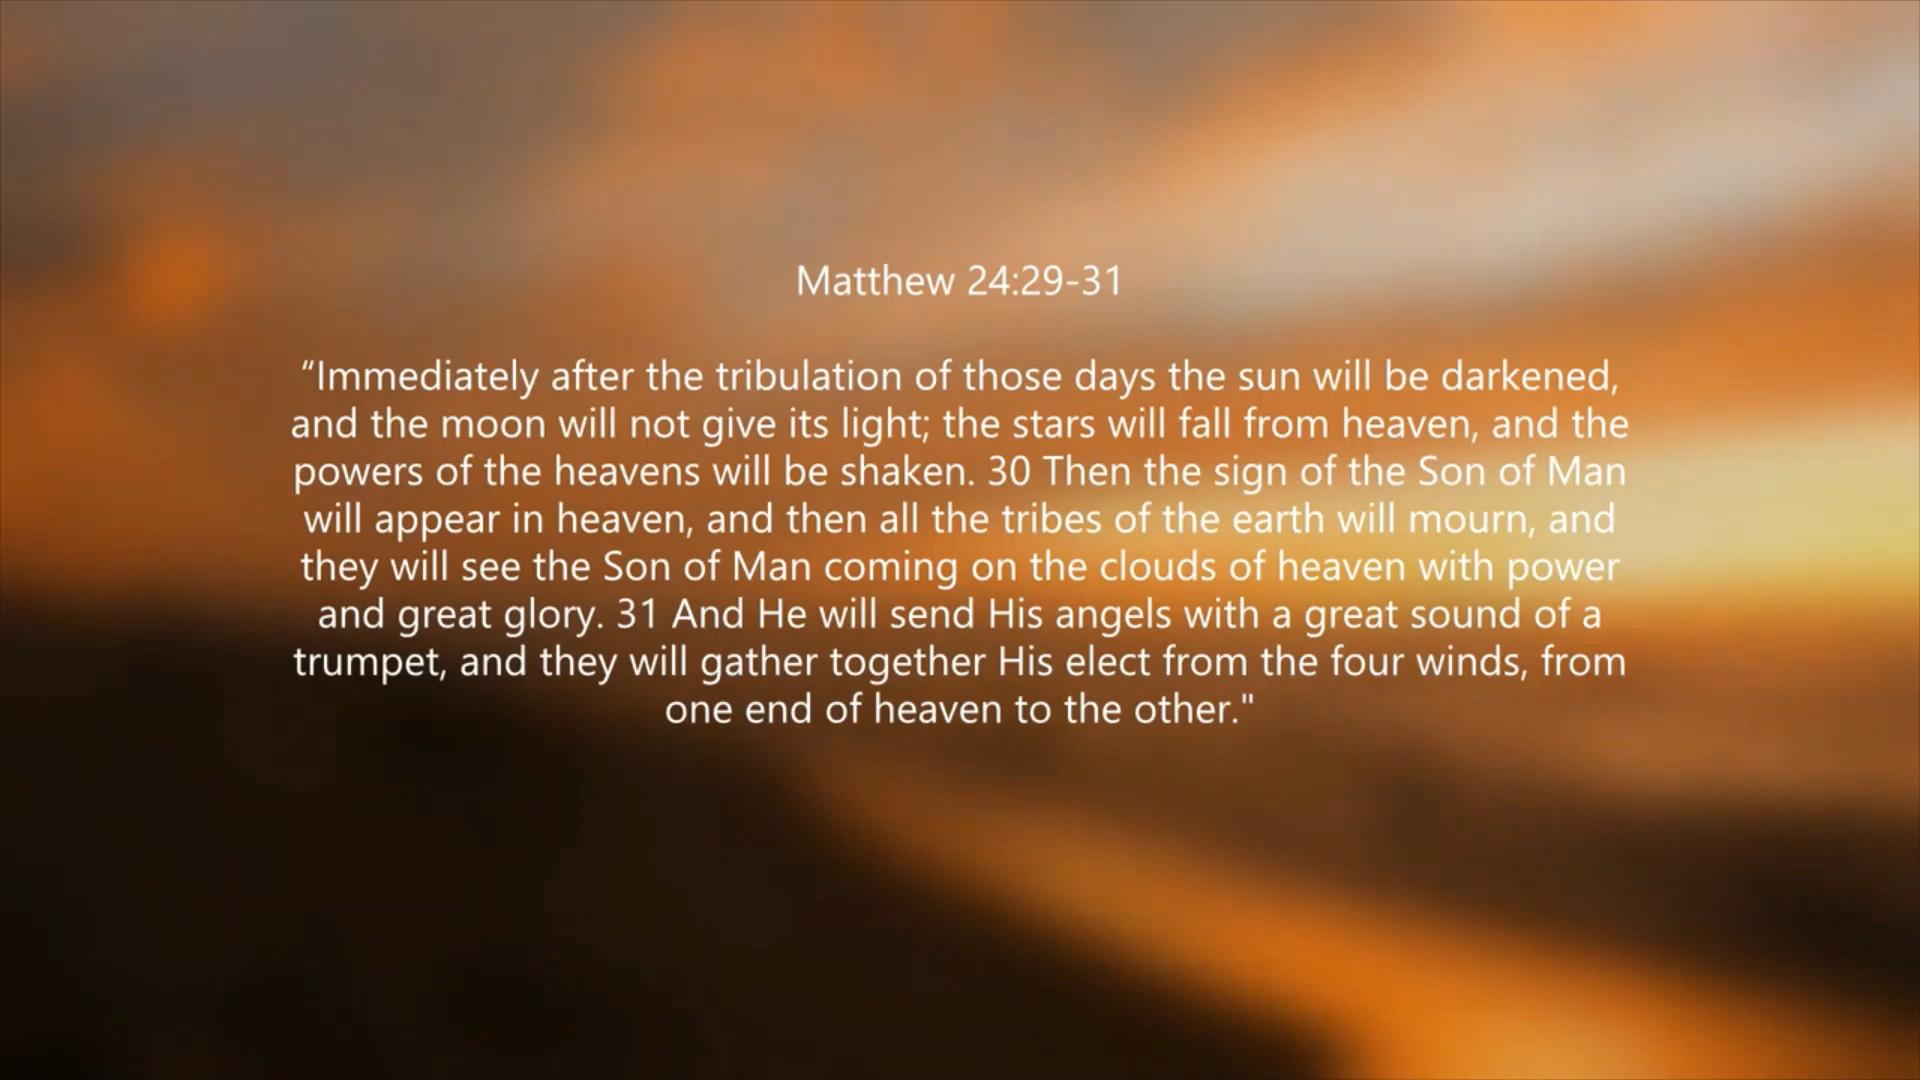 Matthew 24:29-31
“Immediately after the tribulation of those days the sun will be darkened,
and the moon will not give its light; the stars will fall from heaven, and the
powers of the heavens will be shaken. 30 Then the sign of the Son of Man
will appear in heaven, and then all the tribes of the earth will mourn, and
they will see the Son of Man coming on the clouds of heaven with power
and great glory. 31 And He will send His angels with a great sound of a
trumpet, and they will gather together His elect from the four winds, from
one end of heaven to the other."